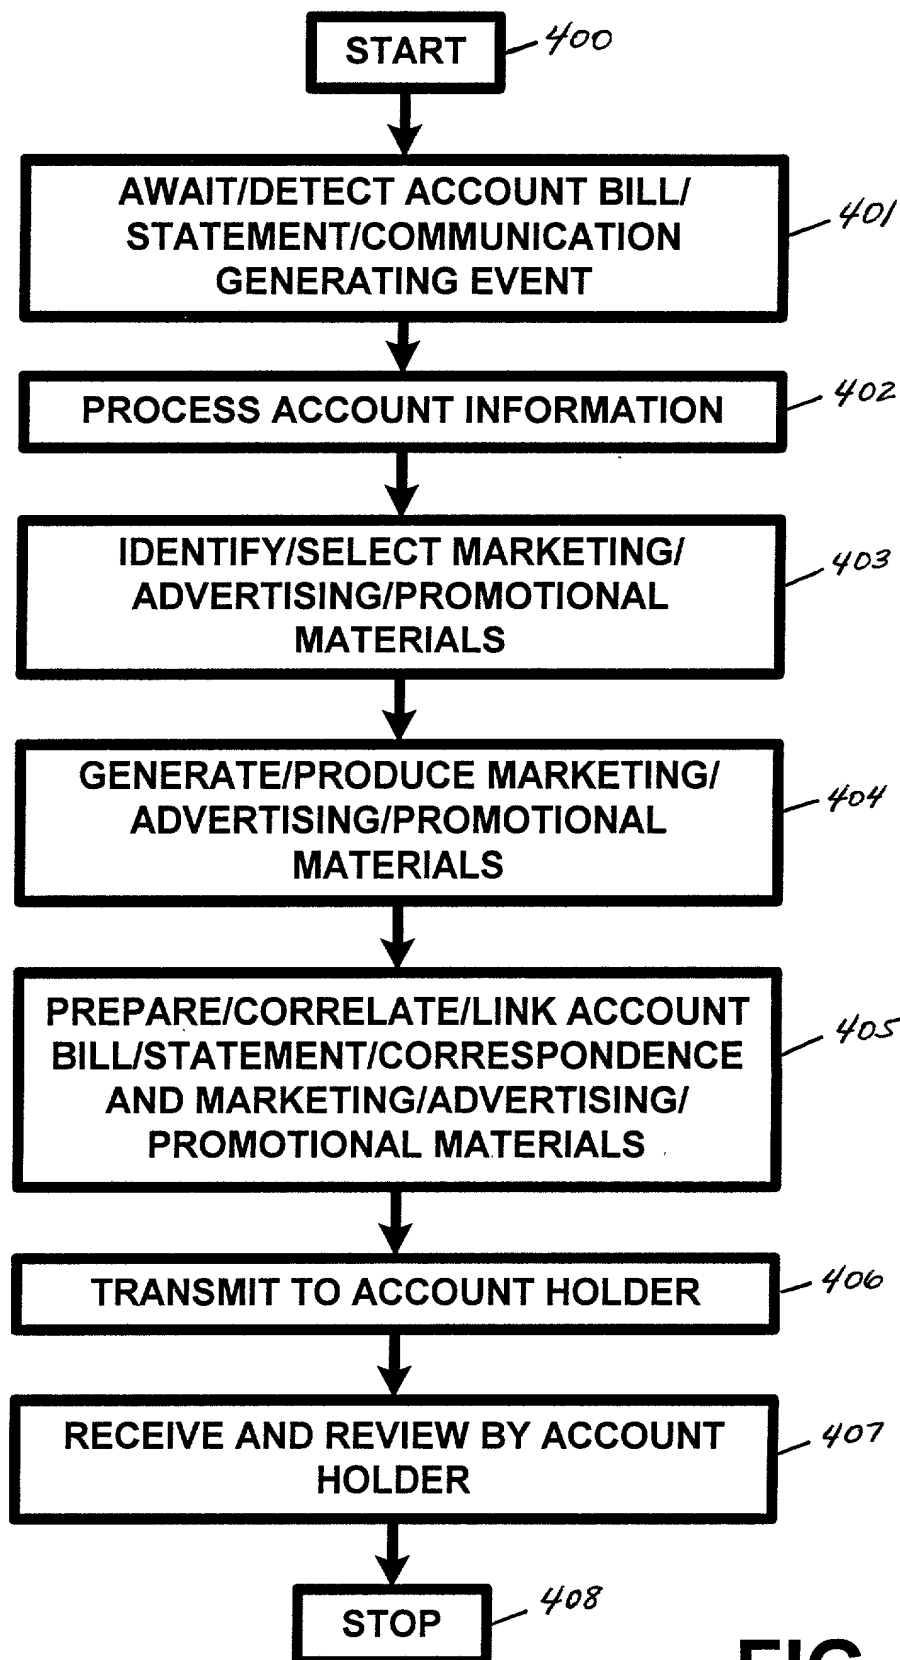 START
400
AWAIT/DETECT ACCOUNT BILL/
STATEMENT/COMMUNICATION
GENERATING EVENT
401
PROCESS ACCOUNT INFORMATION
402
IDENTIFY/SELECT MARKETING/
ADVERTISING/PROMOTIONAL
MATERIALS
403
GENERATE/PRODUCE MARKETING/
ADVERTISING/PROMOTIONAL
MATERIALS
404
PREPARE/CORRELATE/LINK ACCOUNT
BILL/STATEMENT/CORRESPONDENCE
AND MARKETING/ADVERTISING/
PROMOTIONAL MATERIALS
405
TRANSMIT TO ACCOUNT HOLDER
406
RECEIVE AND REVIEW BY ACCOUNT
HOLDER
407
STOP
408
FIG